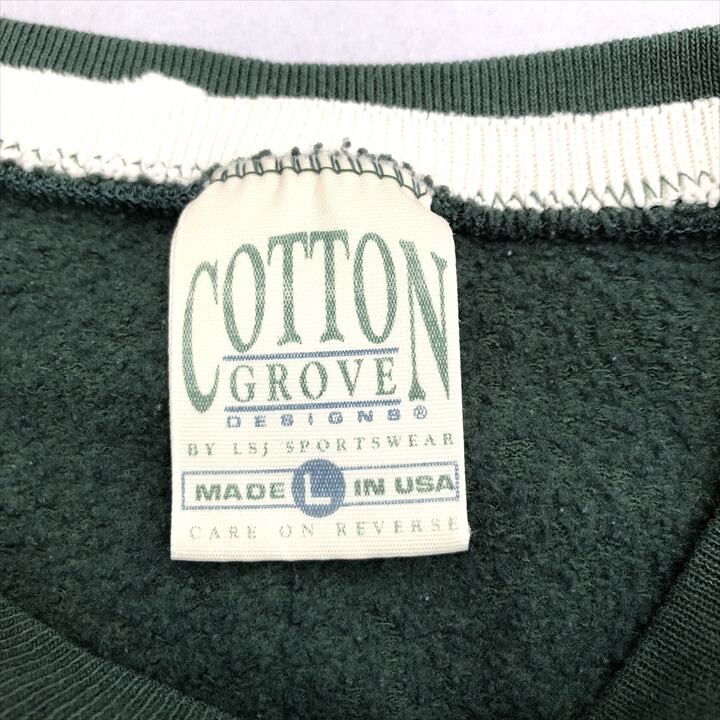 COTTON
GROVE
DESIGNS®
BY LSJ SPORTSWEAR
MADE L IN USA
CARE ON REVERSE